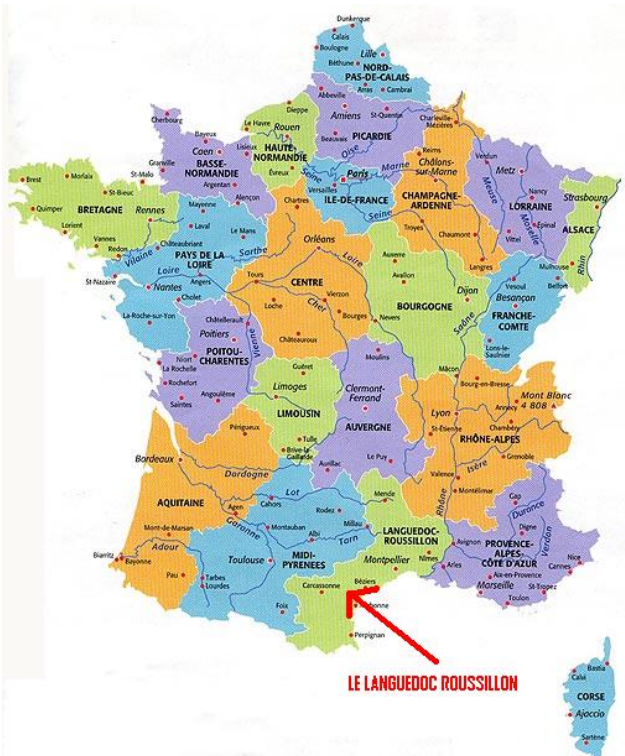 Dunkerque
Calais
Boulogne
Lille
Béthune
NORD-
PAS-DE-CALAIS
Arras
Cambrai
Abbeville
Dieppe
Amiens
St-Quentin
Charleville-
Mézières
Cherbourg
Le Havre
Rouen
PICARDIE
Beauvais
Oise
Bayeux
Caen
Lisieux
HAUTE
NORMANDIE
Reims
Verdun
Metz
Granville
BASSE-
NORMANDIE
Évreux
Seine
Paris
Marne
Châlons-
sur-Marne
Meuse
Nancy
Strasbourg
Brest
Morlaix
St-Malo
Argentan
Versailles
ILE-DE-FRANCE
CHAMPAGNE-
ARDENNE
LORRAINE
Moselle
St-Brieuc
Alençon
Chartres
Seine
Épinal
ALSACE
Quimper
BRETAGNE
Rennes
Mayenne
Troyes
Chaumont
Vittel
Lorient
Laval
Le Mans
Orléans
Rhin
Vannes
Redon
Châteaubriant
Sarthe
Loire
Auxerre
Langres
Mulhouse
Vilaine
PAYS DE LA
LOIRE
Avallon
Vesoul
Belfort
St-Nazaire
Loire
Angers
Tours
CENTRE
Dijon
Besançon
Nantes
Cholet
Loche
Cher
Vierzon
BOURGOGNE
Saône
FRANCHE-
COMTE
La-Roche-sur-Yon
Châtellerault
Bourges
Nevers
Poitiers
Vienne
Châteauroux
Lons-le-
Saulnier
Niort
POITOU-
CHARENTES
Moulins
Mâcon
La Rochelle
Guéret
Bourg-en-Bresse
Rochefort
Limoges
Clermont-
Ferrand
Mont Blanc
4 808
Saintes
Angoulême
LIMOUSIN
Lyon
Annecy
AUVERGNE
St-Étienne
Chambéry
Périgueux
Tulle
RHÔNE-ALPES
Brive-la-
Gaillarde
Le Puy
Grenoble
Bordeaux
Aurillac
Isère
Dordogne
Valence
AQUITAINE
Lot
Mende
Rhône
Montélimar
Agen
Cahors
Gap
Rodez
Durance
Mont-de-Marsan
Garonne
Montauban
Millau
LANGUEDOC-
ROUSSILLON
Digne
Albi
Tarn
Avignon
PROVENCE-
ALPES-
CÔTE D'AZUR
Verdon
Biarritz
Adour
Nîmes
Nice
Bayonne
Toulouse
MIDI-
PYRENEES
Montpellier
Arles
Cannes
Aix-en-Provence
Pau
Tarbes
Lourdes
Carcassonne
Béziers
Marseille
St-Tropez
Foix
Toulon
Perpignan
LE LANGUEDOC ROUSSILLON
Bastia
Calvi
CORSE
Ajaccio
Sartène